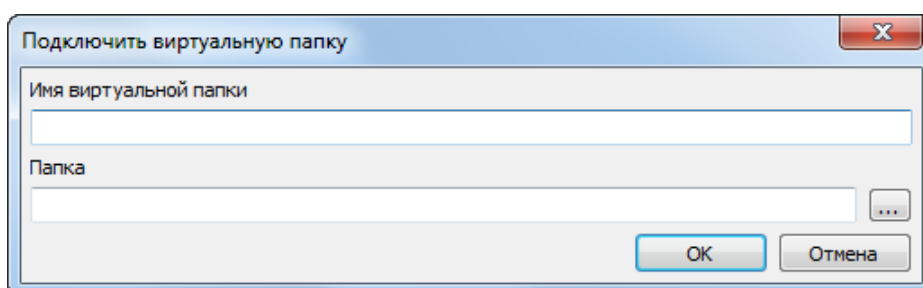 Подключить виртуальную папку
Имя виртуальной папки
Папка
...
OK
Отмена